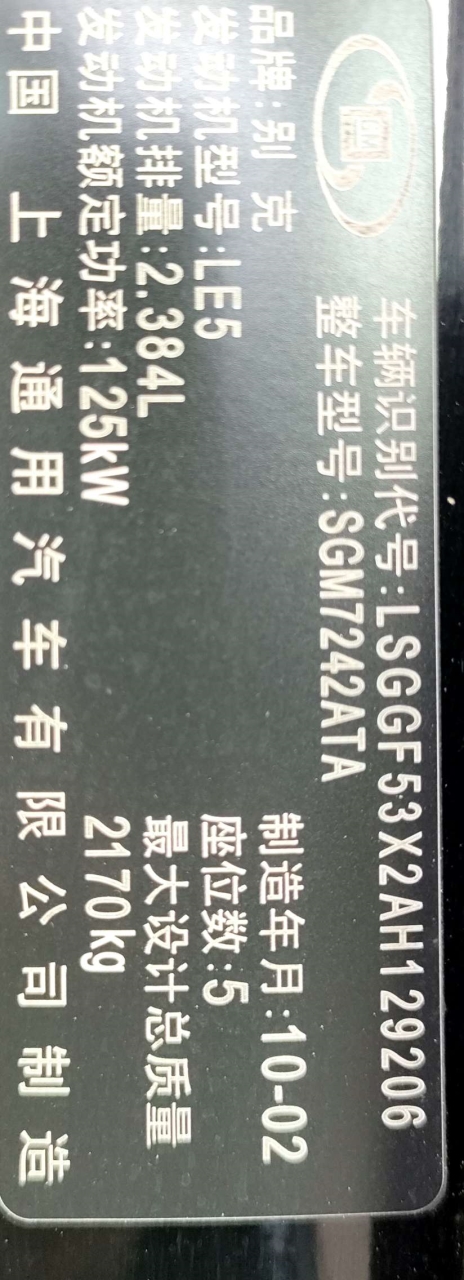 GM
车辆识别代号:LSGGF53X2AH129206
整车型号:SGM7242ATA
品牌:别克
制造年月:10-02
发动机型号:LE5
座位数:5
发动机排量:2.384L
最大设计总质量
发动机额定功率:125kW
2170kg
中国 上海通用汽车有限公司制造